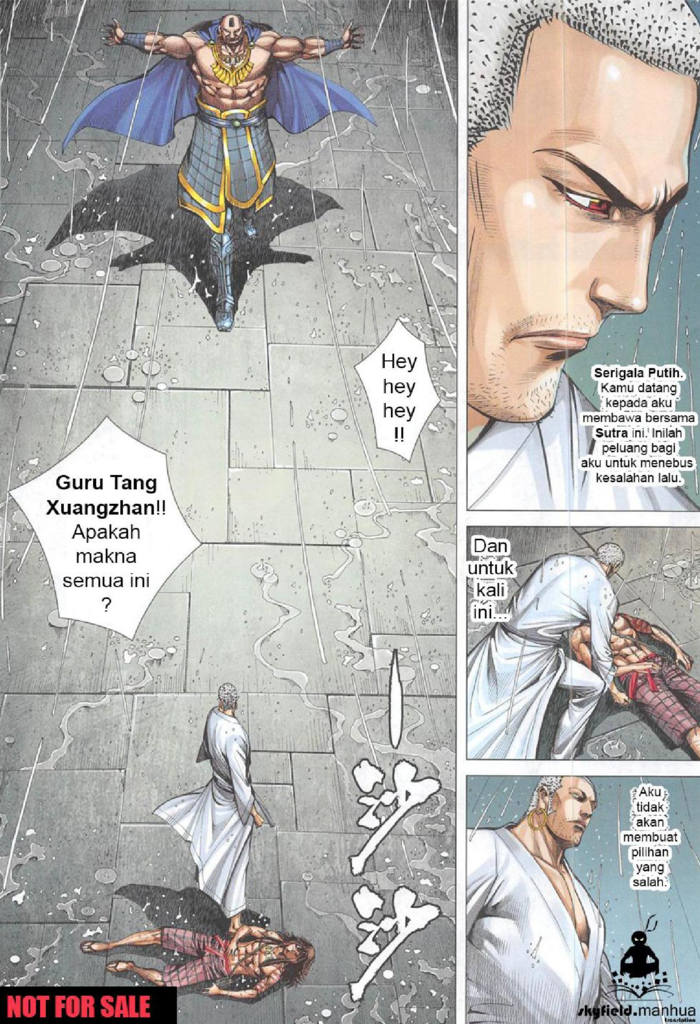 Hey
hey
hey
!!
Guru Tang
Xuangzhan!!
Apakah
makna
semua ini
?
沙
沙
NOT FOR SALE
Serigala Putih.
Kamu datang
kepada aku
membawa bersama
Sutra ini. Inilah
peluang bagi
aku untuk menebus
kesalahan lalu.
Dan
untuk
kali
ini...
Aku
tidak
akan
membuat
pilihan
yang
salah.
skyfield.manhua
translation